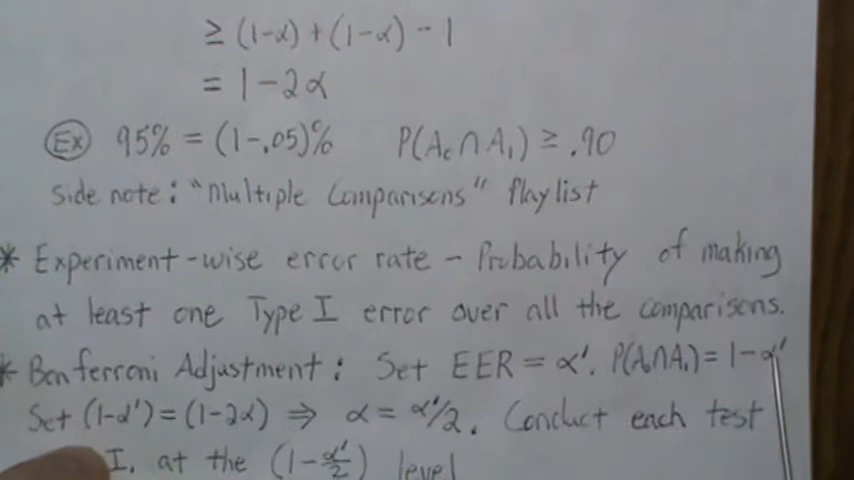 ≥ (1-α) + (1-α) - 1
= 1 - 2α
Ex 95% = (1-.05)% P(A₀∩A₁) ≥ .90
Side note: "Multiple Comparisons" Playlist
* Experiment-wise error rate - Probability of making
at least one Type I error over all the comparisons.
* Bonferroni Adjustment: Set EER = α'. P(A₀∩A₁) = 1-α'
Set (1-α') = (1-2α) ⇒ α = α'/2. Conduct each test
I. at the (1-α'/2) level